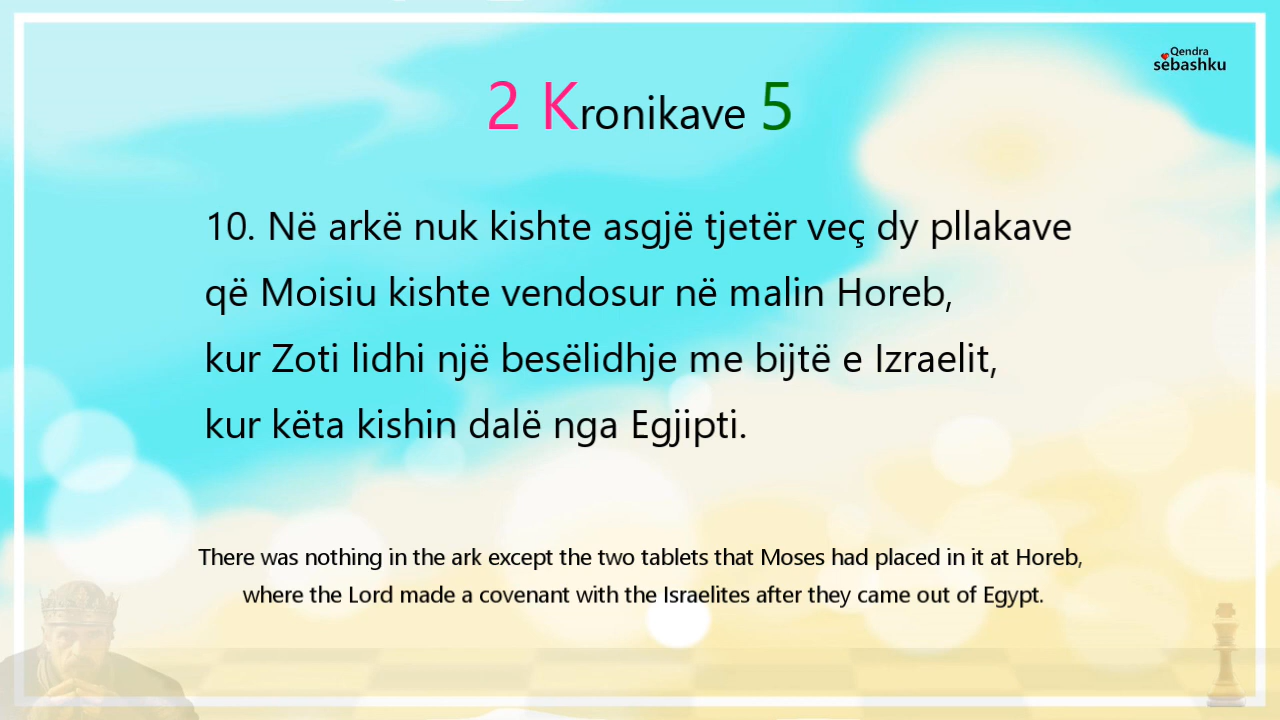 Qendra
sëbashku
2 Kronikave 5
10. Në arkë nuk kishte asgjë tjetër veç dy pllakave
që Moisiu kishte vendosur në malin Horeb,
kur Zoti lidhi një besëlidhje me bijtë e Izraelit,
kur këta kishin dalë nga Egjipti.
There was nothing in the ark except the two tablets that Moses had placed in it at Horeb,
where the Lord made a covenant with the Israelites after they came out of Egypt.